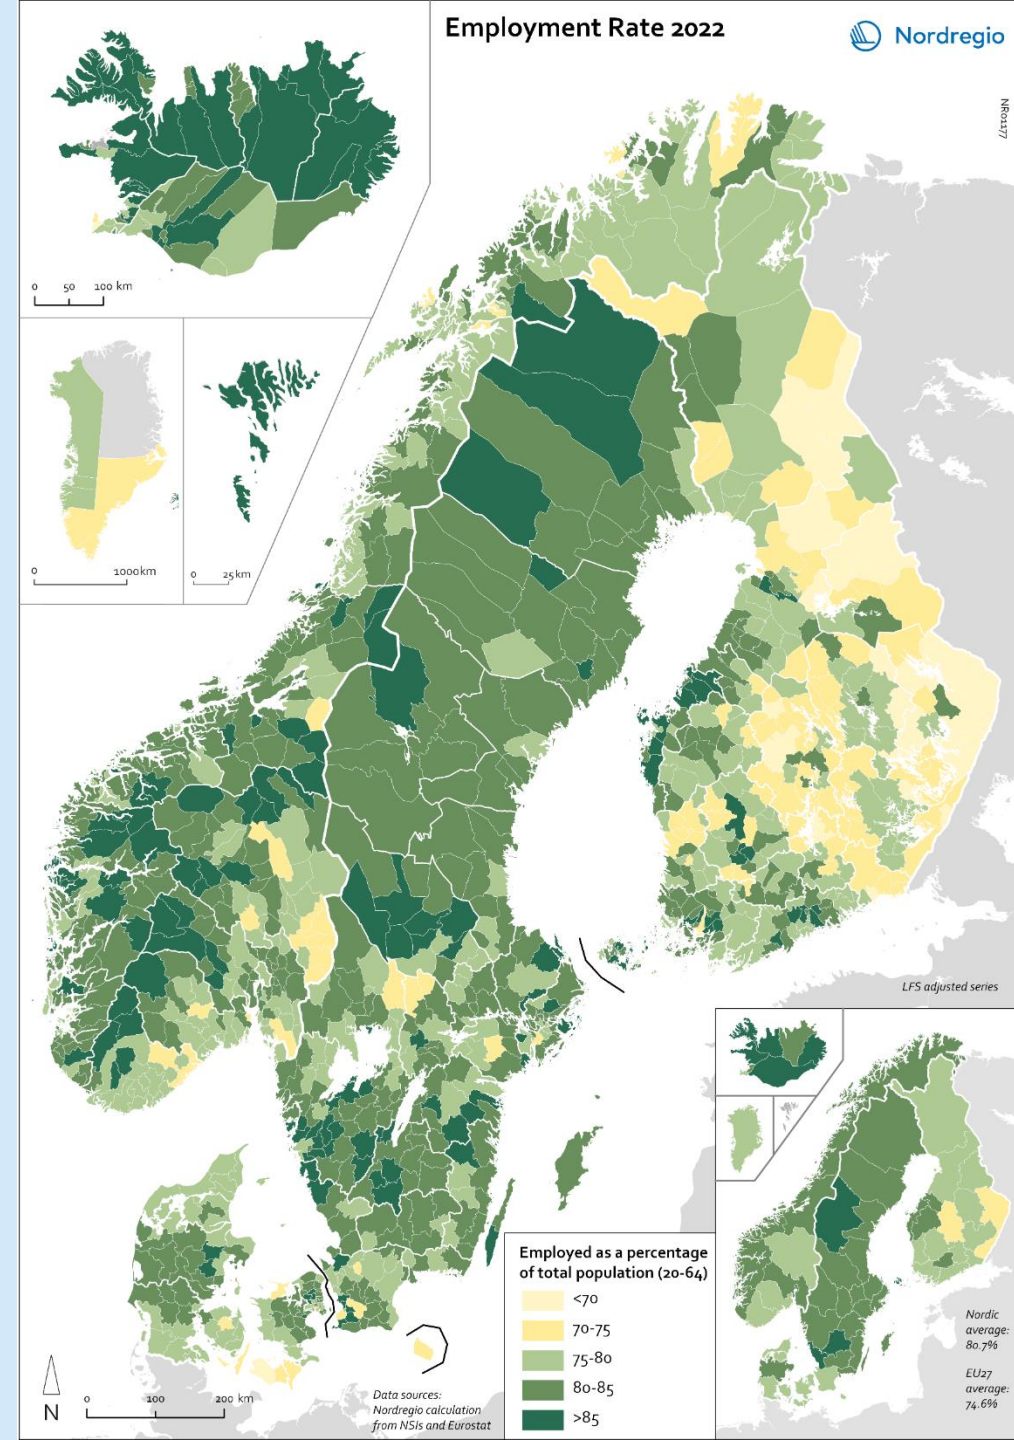 Employment Rate 2022
Nordregio
NR01177
0 50 100 km
0 1000km
0 25km
LFS adjusted series
Employed as a percentage
of total population (20-64)
<70
70-75
75-80
80-85
>85
Nordic
average:
80.7%
EU27
average:
74.6%
N
0 100 200 km
Data sources:
Nordregio calculation
from NSIs and Eurostat